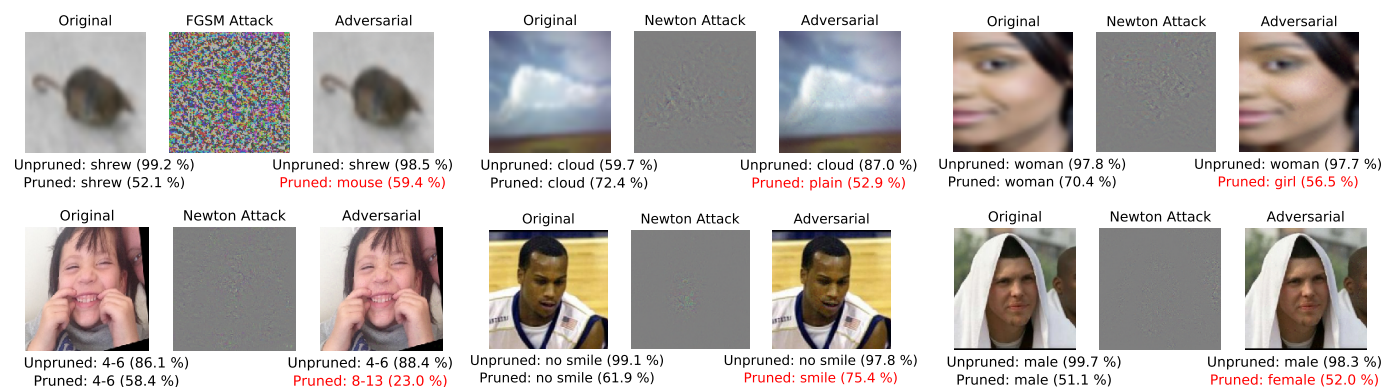 Original FGSM Attack Adversarial
Unpruned: shrew (99.2 %) Unpruned: shrew (98.5 %)
Pruned: shrew (52.1 %) Pruned: mouse (59.4 %)
Original Newton Attack Adversarial
Unpruned: cloud (59.7 %) Unpruned: cloud (87.0 %)
Pruned: cloud (72.4 %) Pruned: plain (52.9 %)
Original Newton Attack Adversarial
Unpruned: woman (97.8 %) Unpruned: woman (97.7 %)
Pruned: woman (70.4 %) Pruned: girl (56.5 %)
Original Newton Attack Adversarial
Unpruned: 4-6 (86.1 %) Unpruned: 4-6 (88.4 %)
Pruned: 4-6 (58.4 %) Pruned: 8-13 (23.0 %)
Original Newton Attack Adversarial
Unpruned: no smile (99.1 %) Unpruned: no smile (97.8 %)
Pruned: no smile (61.9 %) Pruned: smile (75.4 %)
Original Newton Attack Adversarial
Unpruned: male (99.7 %) Unpruned: male (98.3 %)
Pruned: male (51.1 %) Pruned: female (52.0 %)